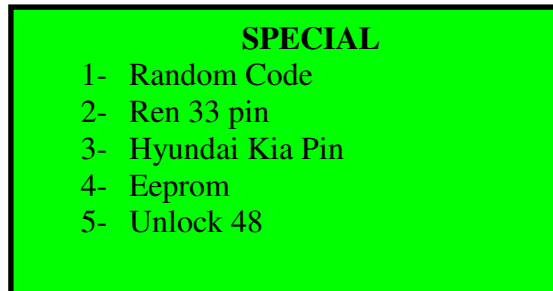 SPECIAL
1- Random Code
2- Ren 33 pin
3- Hyundai Kia Pin
4- Eeprom
5- Unlock 48